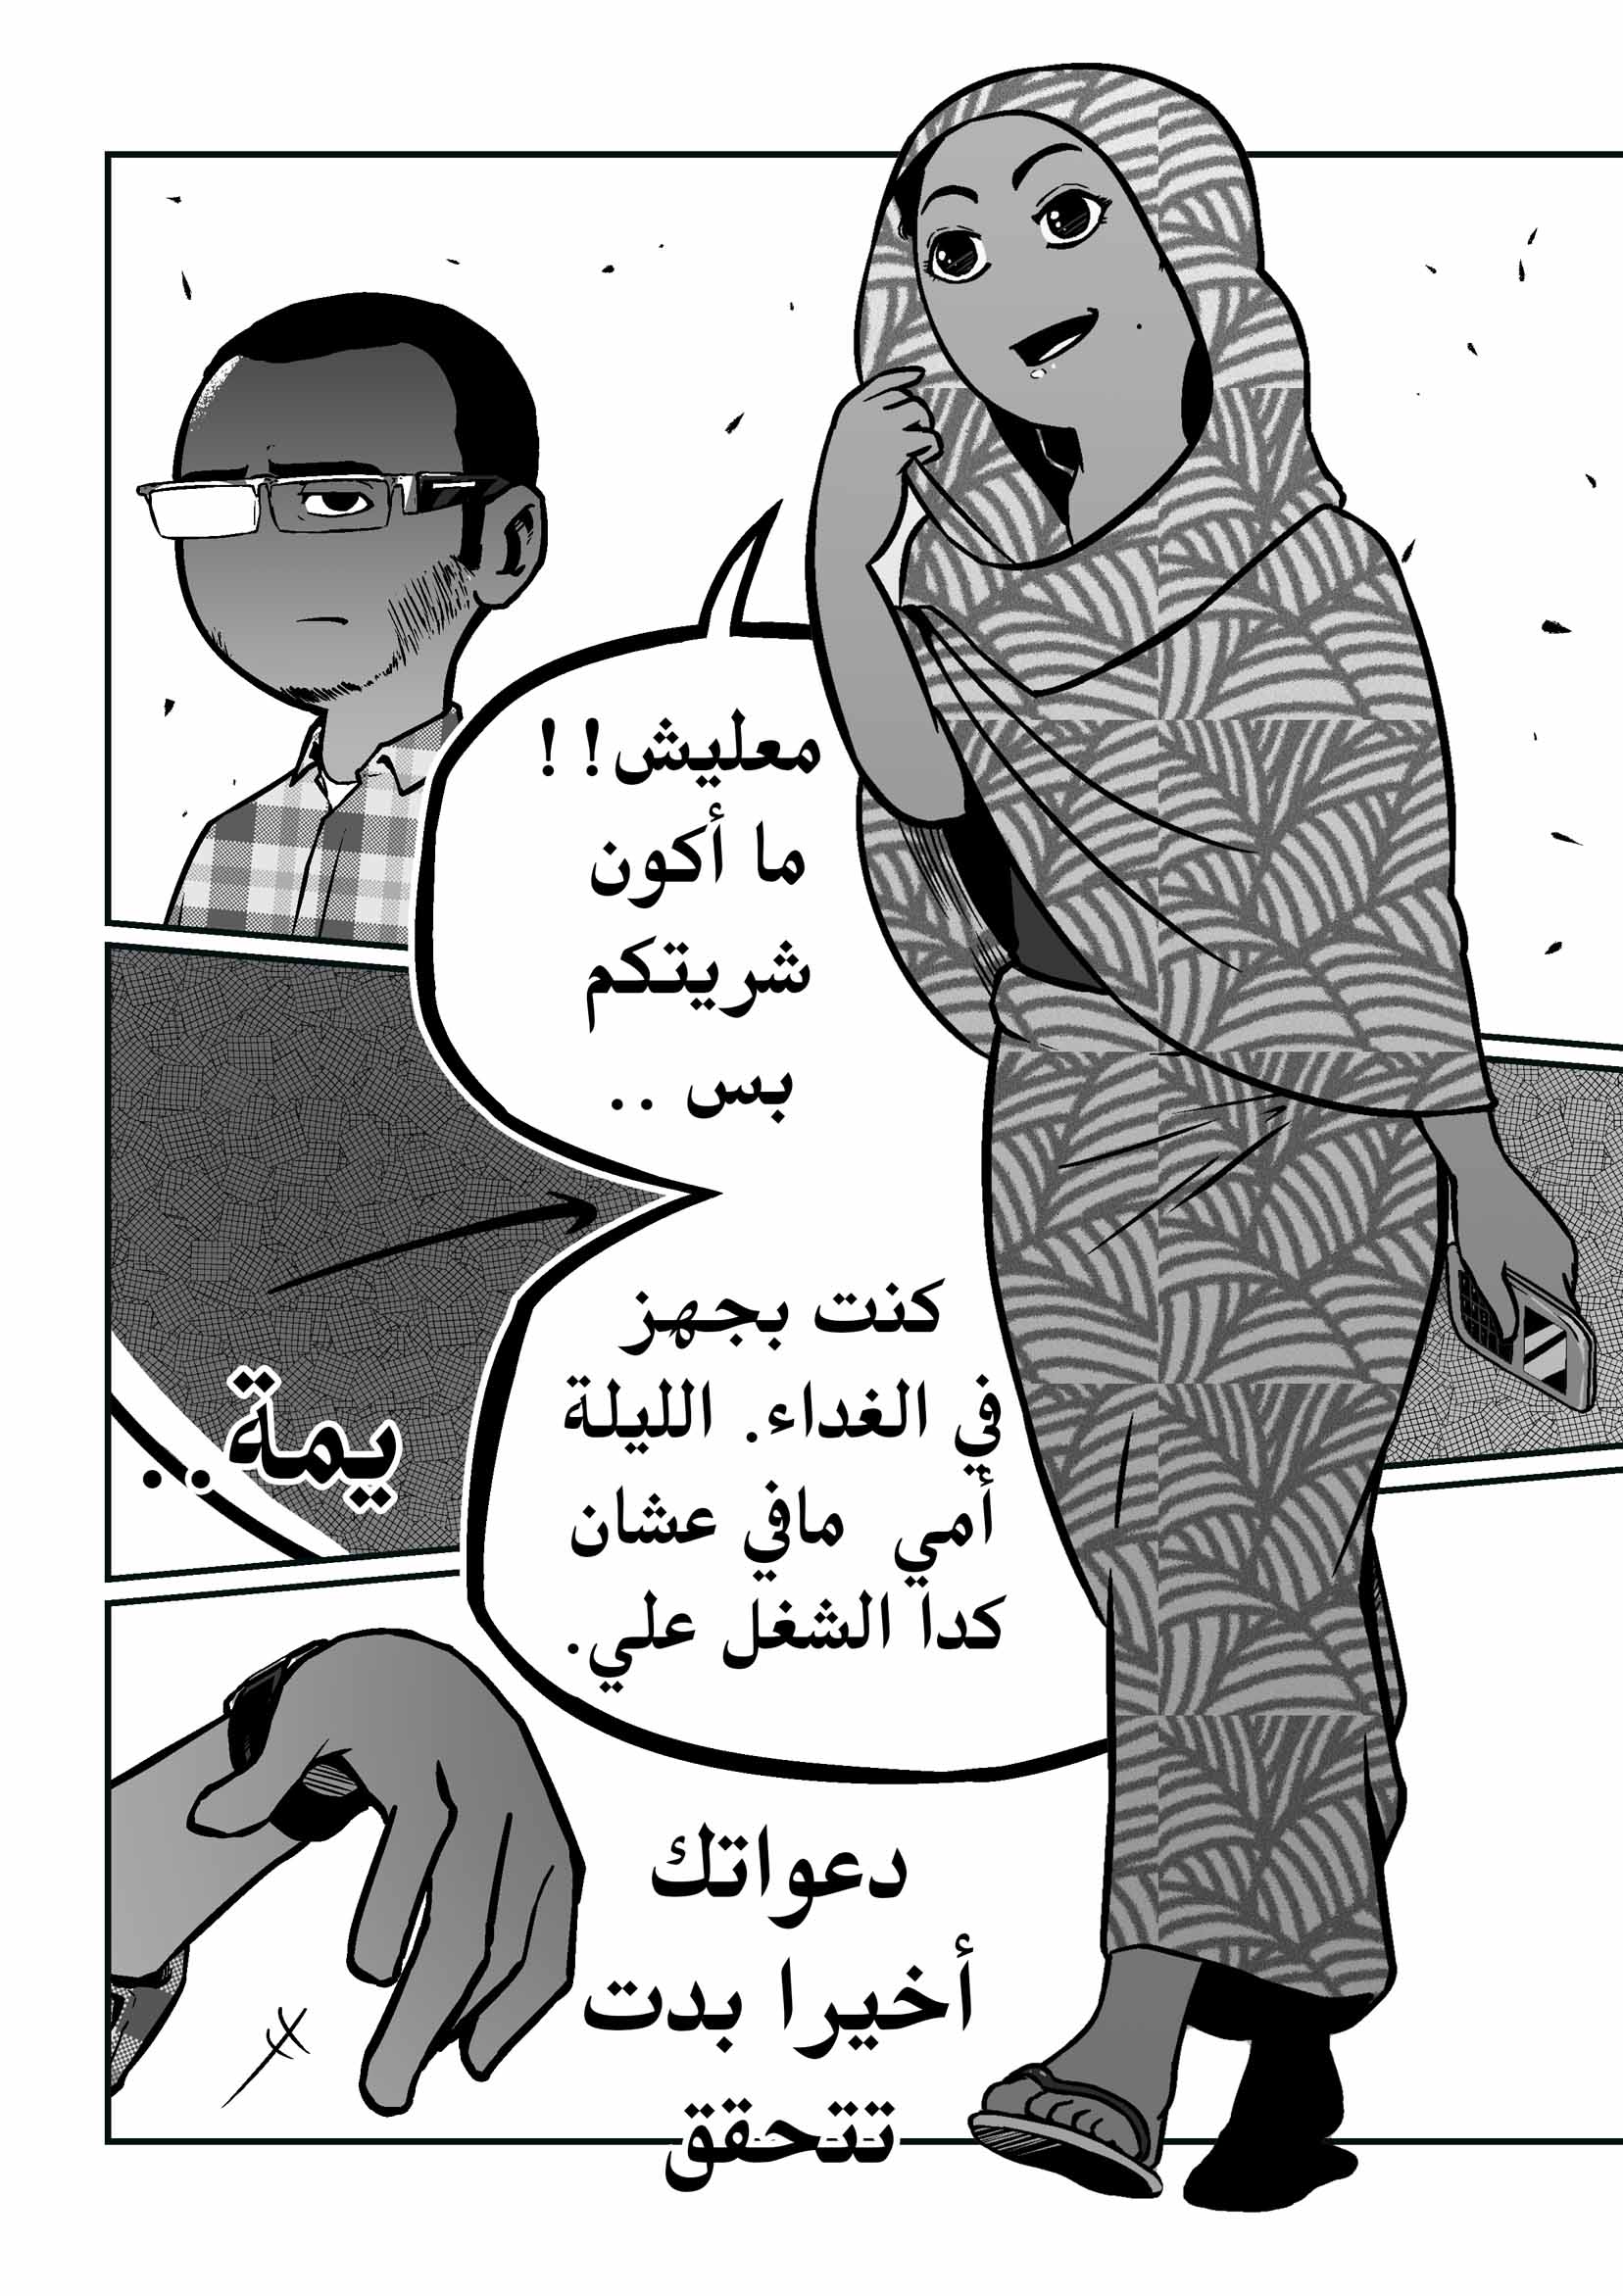 معليش!!
ما أكون
شريتكم
بس ..
كنت بجهز
في الغداء. الليلة
أمي مافي عشان
كدا الشغل علي.
يمة..
دعواتك
أخيرا بدت
تتحقق